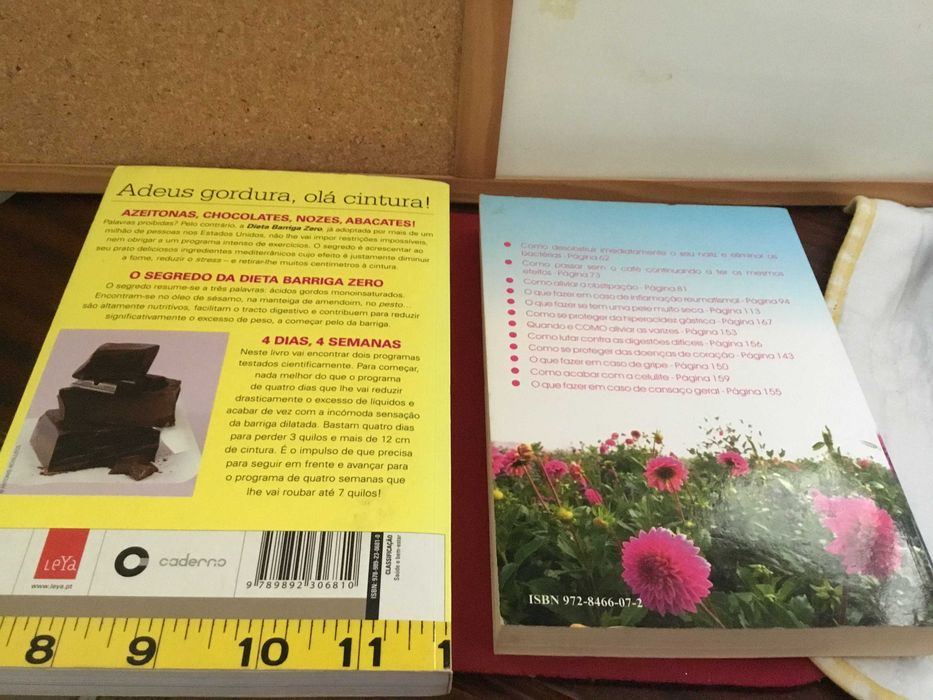 Adeus gordura, olá cintura!
AZEITONAS, CHOCOLATES, NOZES, ABACATES!
Palavras proibidas? Pelo contrário, a Dieta Barriga Zero, já adoptada por mais de um
milhão de pessoas nos Estados Unidos, não lhe vai impor restrições impossíveis,
nem obrigar a um programa intenso de exercícios. O segredo é acrescentar ao
seu prato deliciosos ingredientes mediterrânicos cujo efeito é justamente diminuir
a fome, reduzir o stress – e retirar-lhe muitos centímetros à cintura.
O SEGREDO DA DIETA BARRIGA ZERO
O segredo resume-se a três palavras: ácidos gordos monoinsaturados.
Encontram-se no óleo de sésamo, na manteiga de amendoim, no pesto...
são altamente nutritivos, facilitam o tracto digestivo e contribuem para reduzir
significativamente o excesso de peso, a começar pelo da barriga.
4 DIAS, 4 SEMANAS
Neste livro vai encontrar dois programas
testados cientificamente. Para começar,
nada melhor do que o programa
de quatro dias que lhe vai reduzir
drasticamente o excesso de líquidos e
acabar de vez com a incómoda sensação
da barriga dilatada. Bastam quatro dias
para perder 3 quilos e mais de 12 cm
de cintura. É o impulso de que precisa
para seguir em frente e avançar para
o programa de quatro semanas que
lhe vai roubar até 7 quilos!
LeYa
www.leya.pt
caderno
9 789892 306810
ISBN: 978-989-23-0681-0
CLASSIFICAÇÃO
Saúde e bem-estar
8 9 10 11 1
Como desobstruir imediatamente o seu nariz e eliminar as
bactérias - Página 62
Como passar sem o café continuando a ter os mesmos
efeitos - Página 73
Como aliviar a obstipação - Página 81
O que fazer em caso de inflamação reumatismal - Página 94
O que fazer se tem uma pele muito seca - Página 113
Como se proteger da hiperacidez gástrica - Página 167
Quando e COMO aliviar as varizes - Página 153
Como lutar contra as digestões difíceis - Página 156
Como se proteger das doenças de coração - Página 143
O que fazer em caso de gripe - Página 150
Como acabar com a celulite - Página 159
O que fazer em caso de cansaço geral - Página 155
ISBN 972-8466-07-2